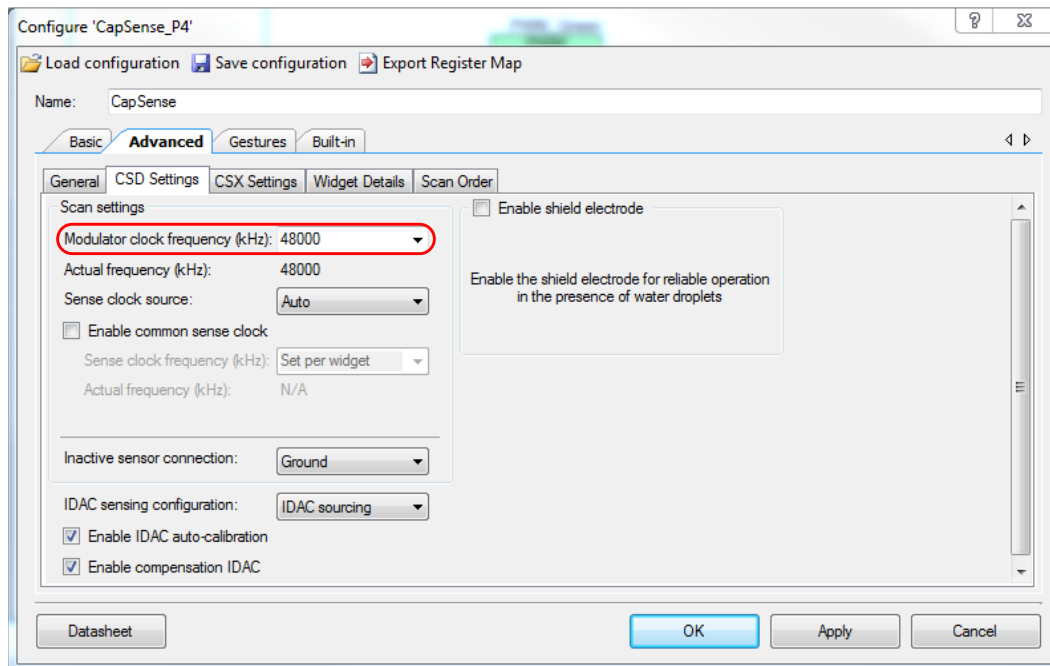 Configure 'CapSense_P4'
Load configuration Save configuration Export Register Map
Name: CapSense
Basic Advanced Gestures Built-in
General CSD Settings CSX Settings Widget Details Scan Order
Scan settings
Modulator clock frequency (kHz): 48000
Actual frequency (kHz): 48000
Sense clock source: Auto
Enable common sense clock
Sense clock frequency (kHz): Set per widget
Actual frequency (kHz): N/A
Inactive sensor connection: Ground
IDAC sensing configuration: IDAC sourcing
Enable IDAC auto-calibration
Enable compensation IDAC
Enable shield electrode
Enable the shield electrode for reliable operation
in the presence of water droplets
Datasheet OK Apply Cancel